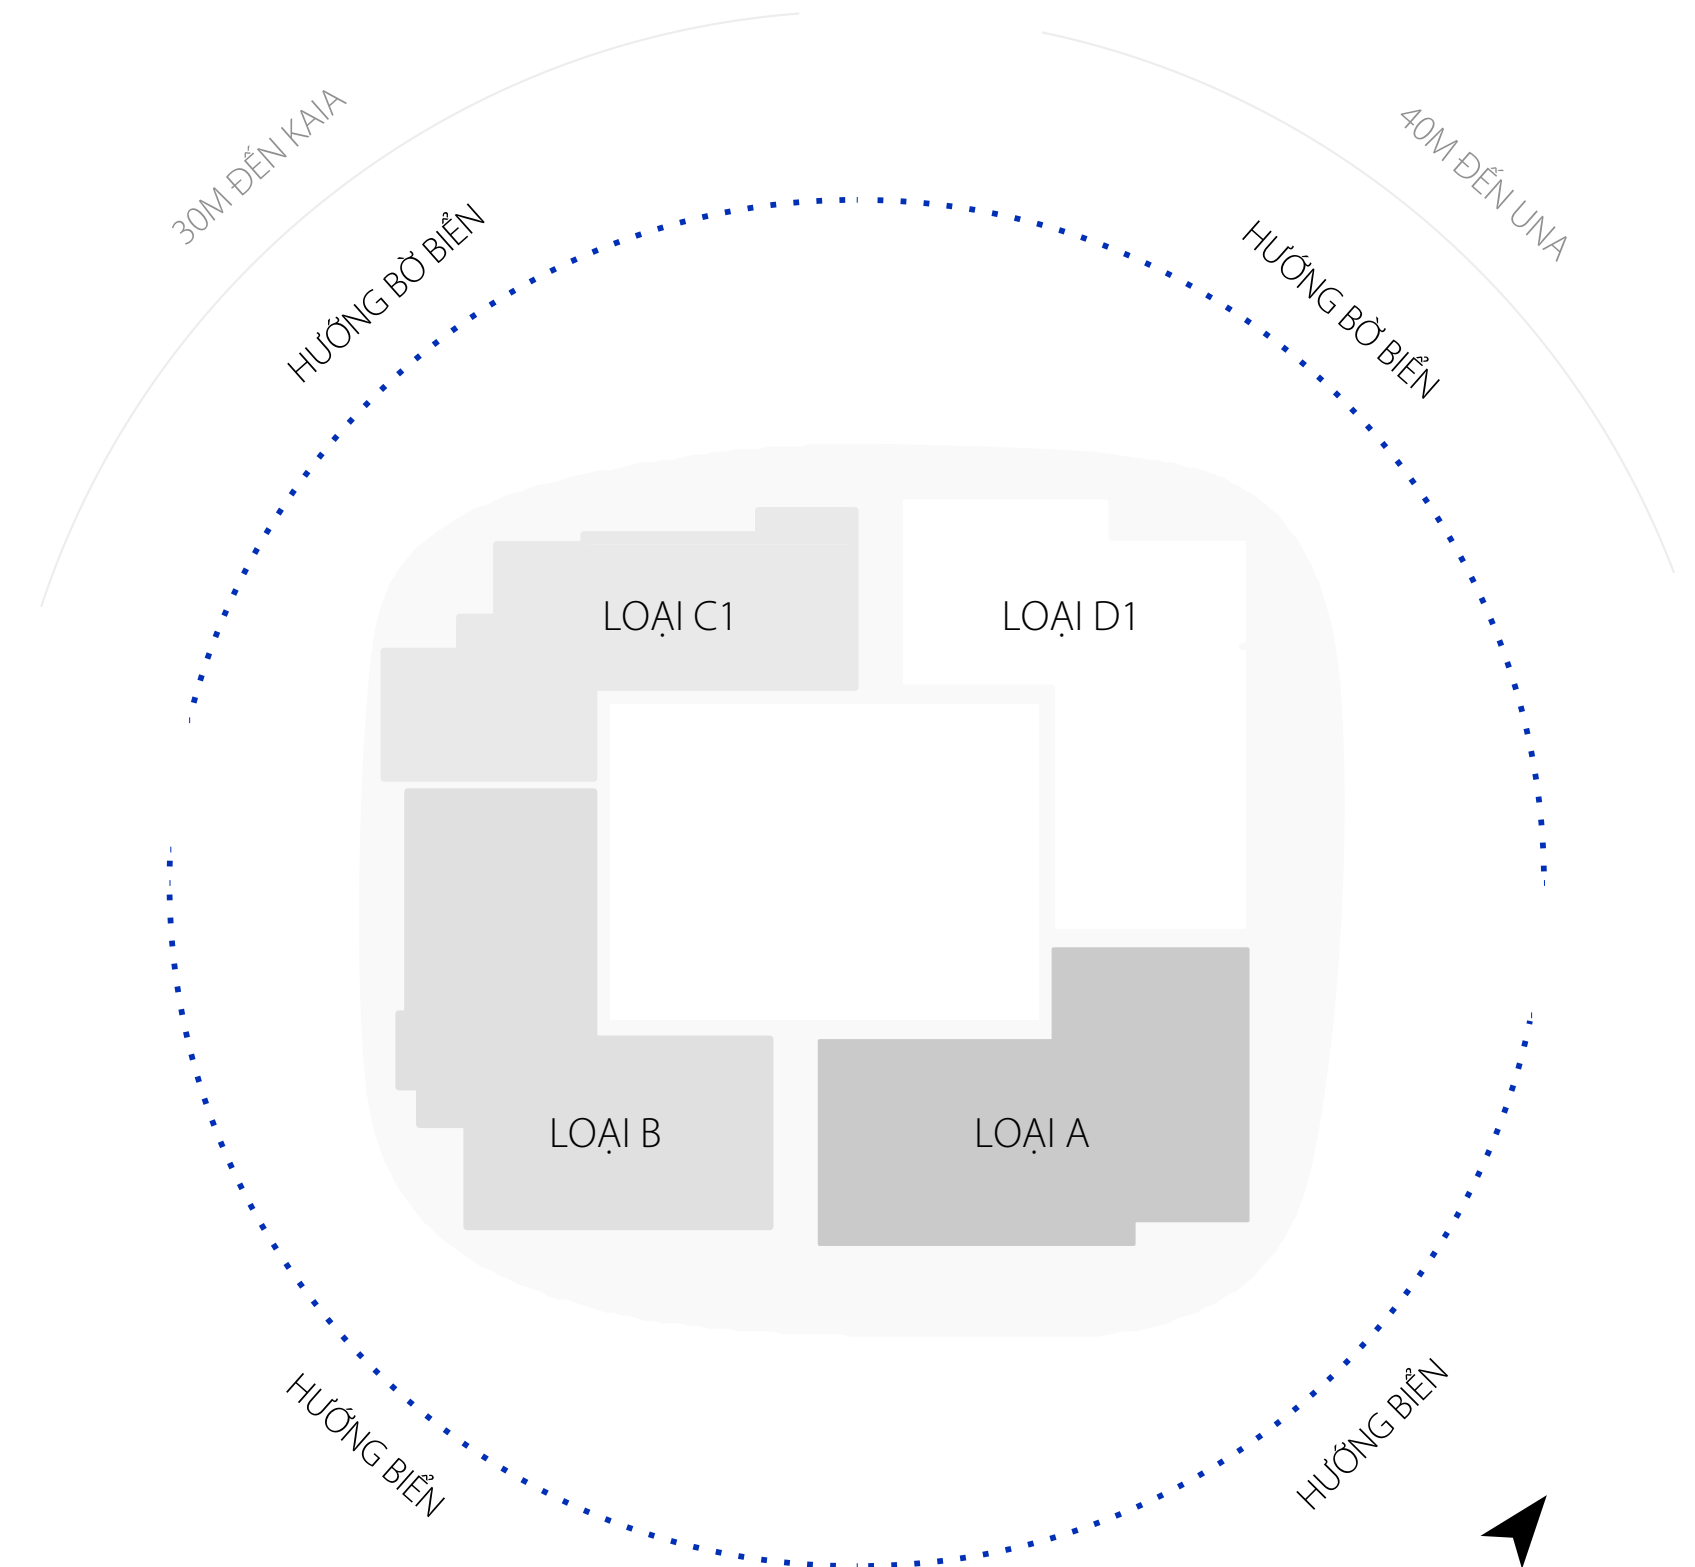 30M ĐẾN KAIA
40M ĐẾN UNA
HƯỚNG BỜ BIỂN
HƯỚNG BỜ BIỂN
LOẠI C1
LOẠI D1
LOẠI B
LOẠI A
HƯỚNG BIỂN
HƯỚNG BIỂN